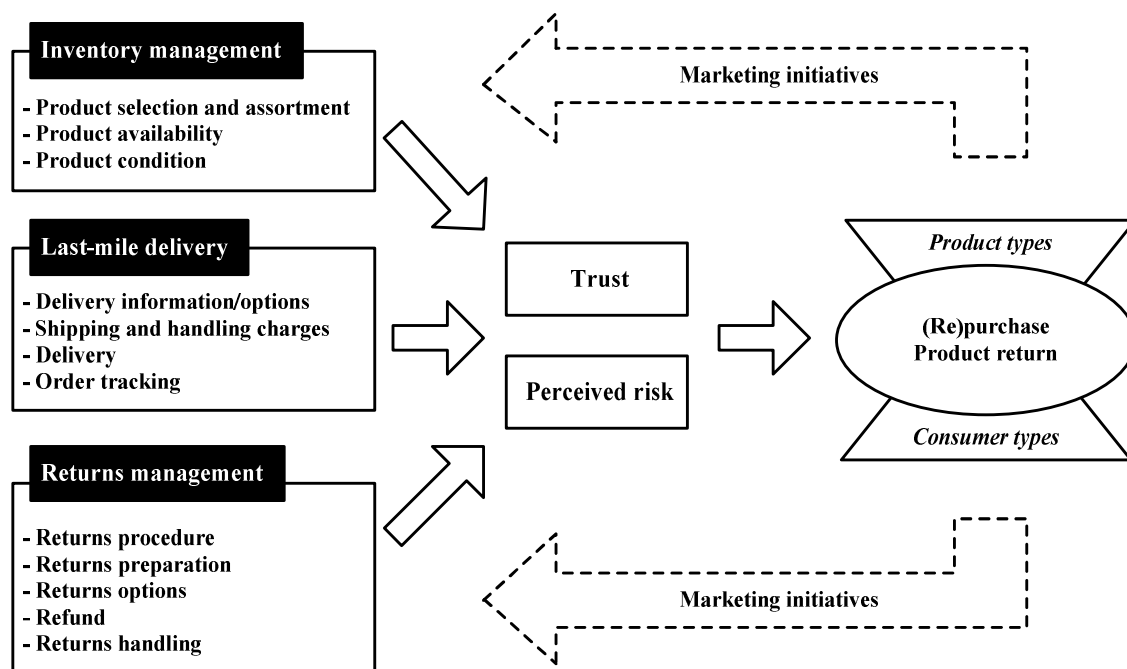 Inventory management
- Product selection and assortment
- Product availability
- Product condition
Last-mile delivery
- Delivery information/options
- Shipping and handling charges
- Delivery
- Order tracking
Returns management
- Returns procedure
- Returns preparation
- Returns options
- Refund
- Returns handling
Trust
Perceived risk
Marketing initiatives
Product types
(Re)purchase
Product return
Consumer types
Marketing initiatives